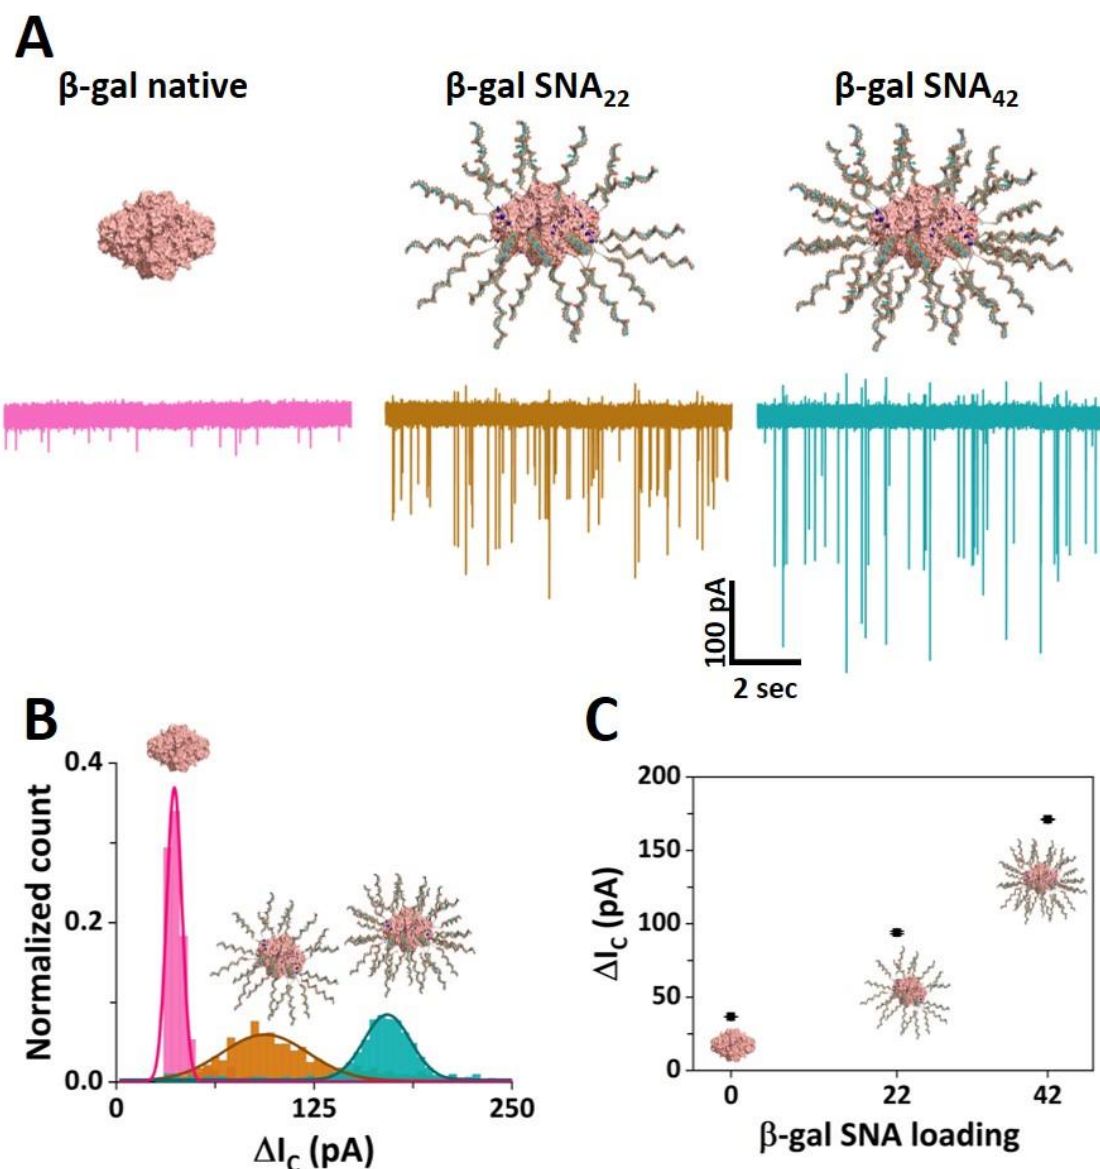 A
β-gal native
β-gal SNA22
β-gal SNA42
100 pA
2 sec
B
0.4
0.2
0.0
Normalized count
0
125
250
ΔIC (pA)
C
200
150
100
50
0
ΔIC (pA)
0
22
42
β-gal SNA loading